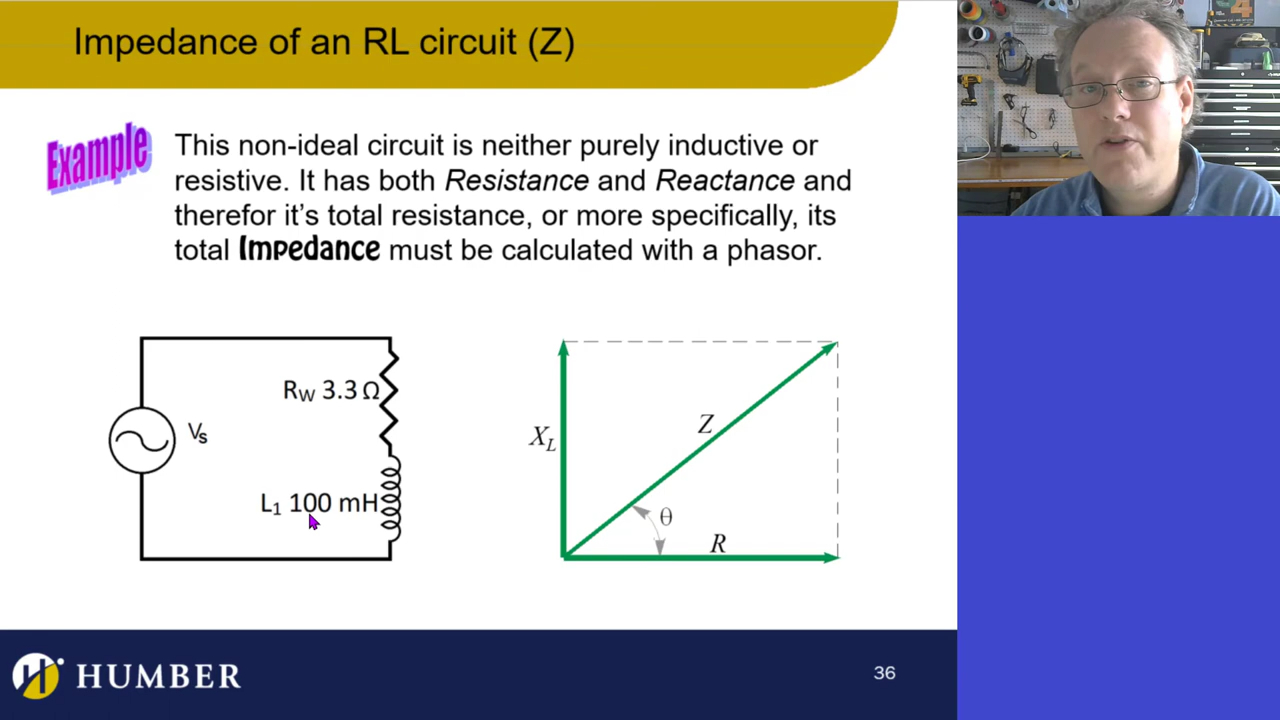 Impedance of an RL circuit (Z)
Example
This non-ideal circuit is neither purely inductive or
resistive. It has both Resistance and Reactance and
therefor it's total resistance, or more specifically, its
total Impedance must be calculated with a phasor.
R_W 3.3 Ω
V_s
L_1 100 mH
X_L
Z
θ
R
HUMBER
36